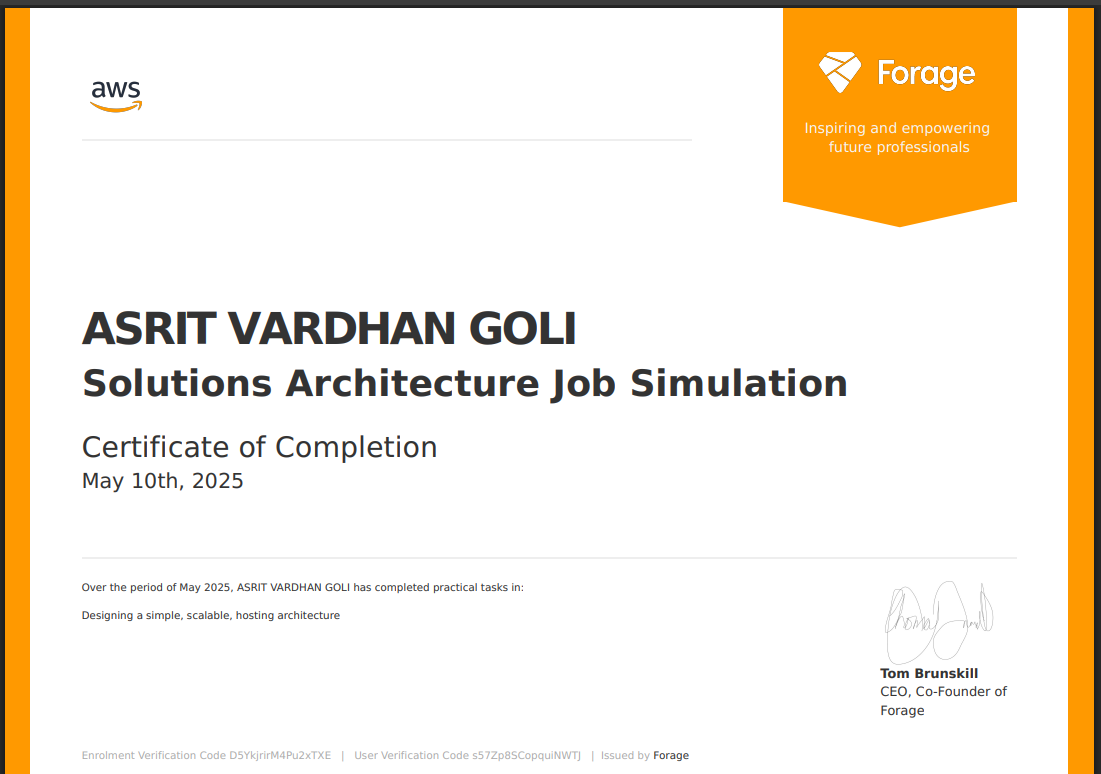 aws
Forage
Inspiring and empowering
future professionals
ASRIT VARDHAN GOLI
Solutions Architecture Job Simulation
Certificate of Completion
May 10th, 2025
Over the period of May 2025, ASRIT VARDHAN GOLI has completed practical tasks in:
Designing a simple, scalable, hosting architecture
Tom Brunskill
CEO, Co-Founder of
Forage
Enrolment Verification Code D5YkjrirM4Pu2xTXE | User Verification Code s57Zp8SCopquiNWTJ | Issued by Forage